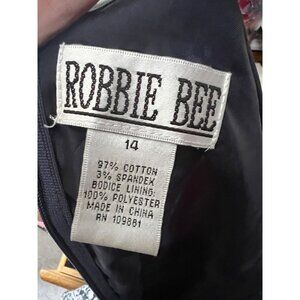 ROBBIE BEE
14
97% COTTON
3% SPANDEX
BODICE LINING:
100% POLYESTER
MADE IN CHINA
RN 109881